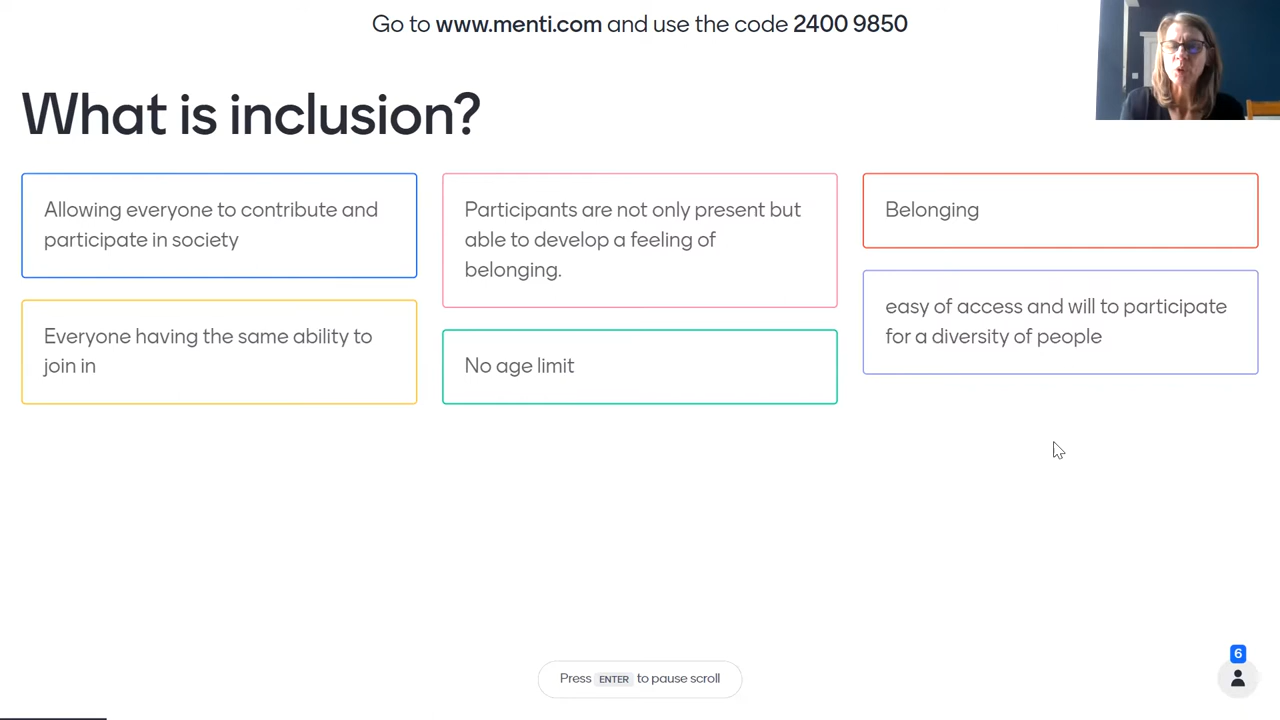 Go to www.menti.com and use the code 2400 9850
What is inclusion?
Allowing everyone to contribute and
participate in society
Everyone having the same ability to
join in
Participants are not only present but
able to develop a feeling of
belonging.
No age limit
Belonging
easy of access and will to participate
for a diversity of people
6
Press ENTER to pause scroll